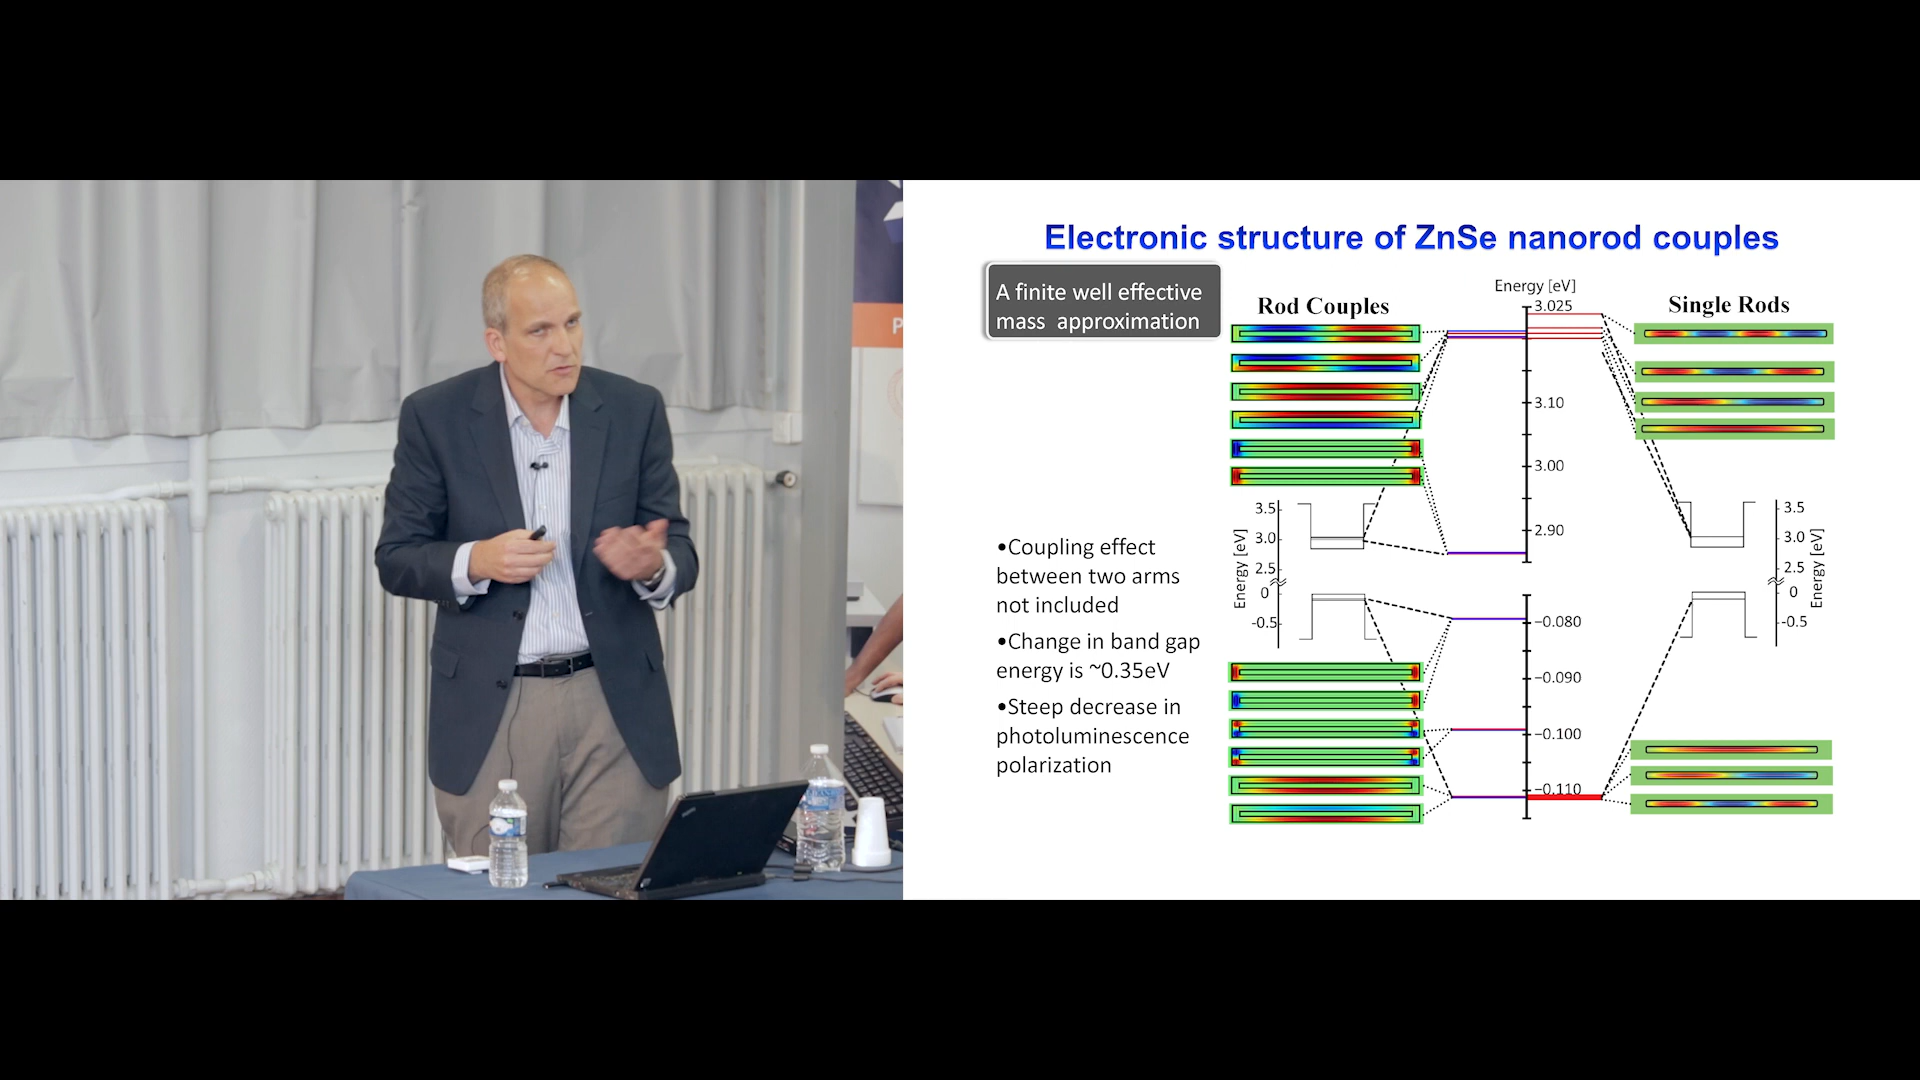 Electronic structure of ZnSe nanorod couples
A finite well effective
mass approximation
Rod Couples
Energy [eV]
Single Rods
3.025
3.10
3.00
2.90
3.5
3.0
2.5
0
-0.5
Energy [eV]
3.5
3.0
2.5
0
-0.5
Energy [eV]
−0.080
−0.090
−0.100
−0.110
•Coupling effect
between two arms
not included
•Change in band gap
energy is ~0.35eV
•Steep decrease in
photoluminescence
polarization
P